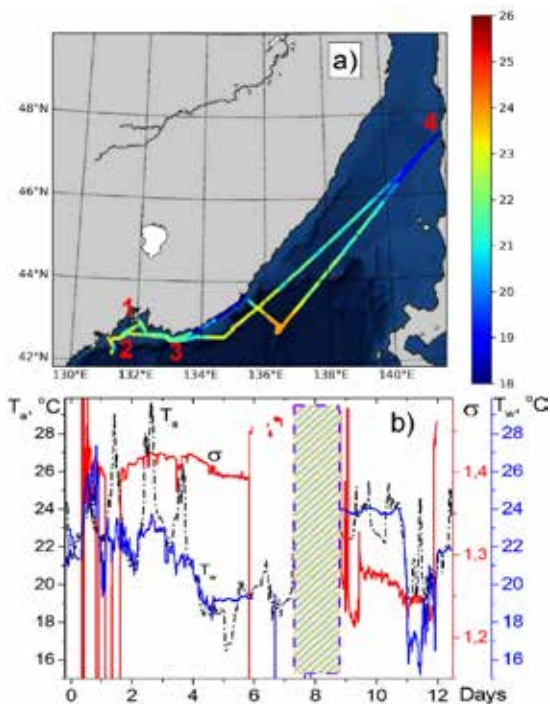 a)
26
25
24
23
22
21
20
19
18
48°N
46°N
44°N
42°N
4
1
2
3
130°E 132°E 134°E 136°E 138°E 140°E
Tₐ, °C b) σ T_w, °C
28 Tₐ 28
26 σ 1,4 26
24 24
22 1,3 22
20 T_w 20
18 1,2 18
16 16
0 2 4 6 8 10 12 Days